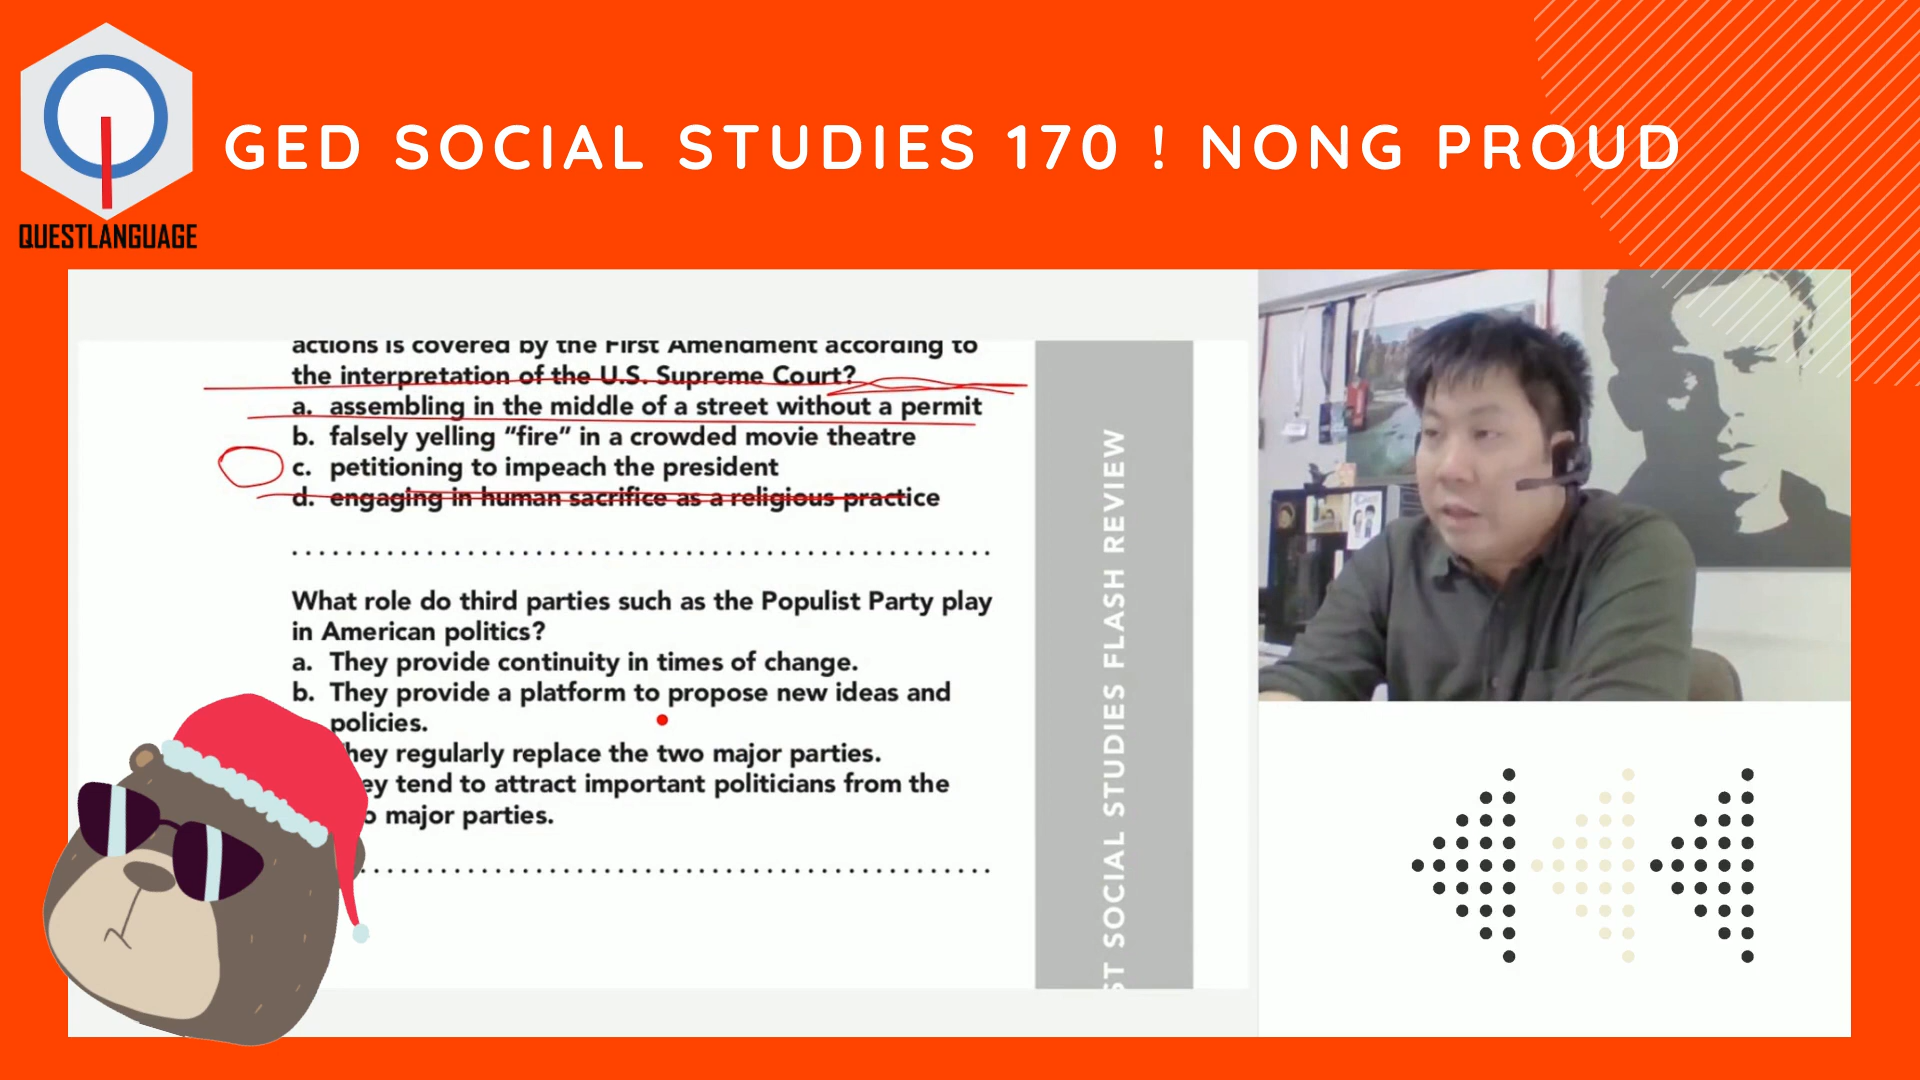 GED SOCIAL STUDIES 170 ! NONG PROUD
QUESTLANGUAGE
actions is covered by the First Amendment according to
the interpretation of the U.S. Supreme Court?
a. assembling in the middle of a street without a permit
b. falsely yelling “fire” in a crowded movie theatre
c. petitioning to impeach the president
d. engaging in human sacrifice as a religious practice
What role do third parties such as the Populist Party play
in American politics?
a. They provide continuity in times of change.
b. They provide a platform to propose new ideas and
policies.
hey regularly replace the two major parties.
ey tend to attract important politicians from the
o major parties.
ST SOCIAL STUDIES FLASH REVIEW